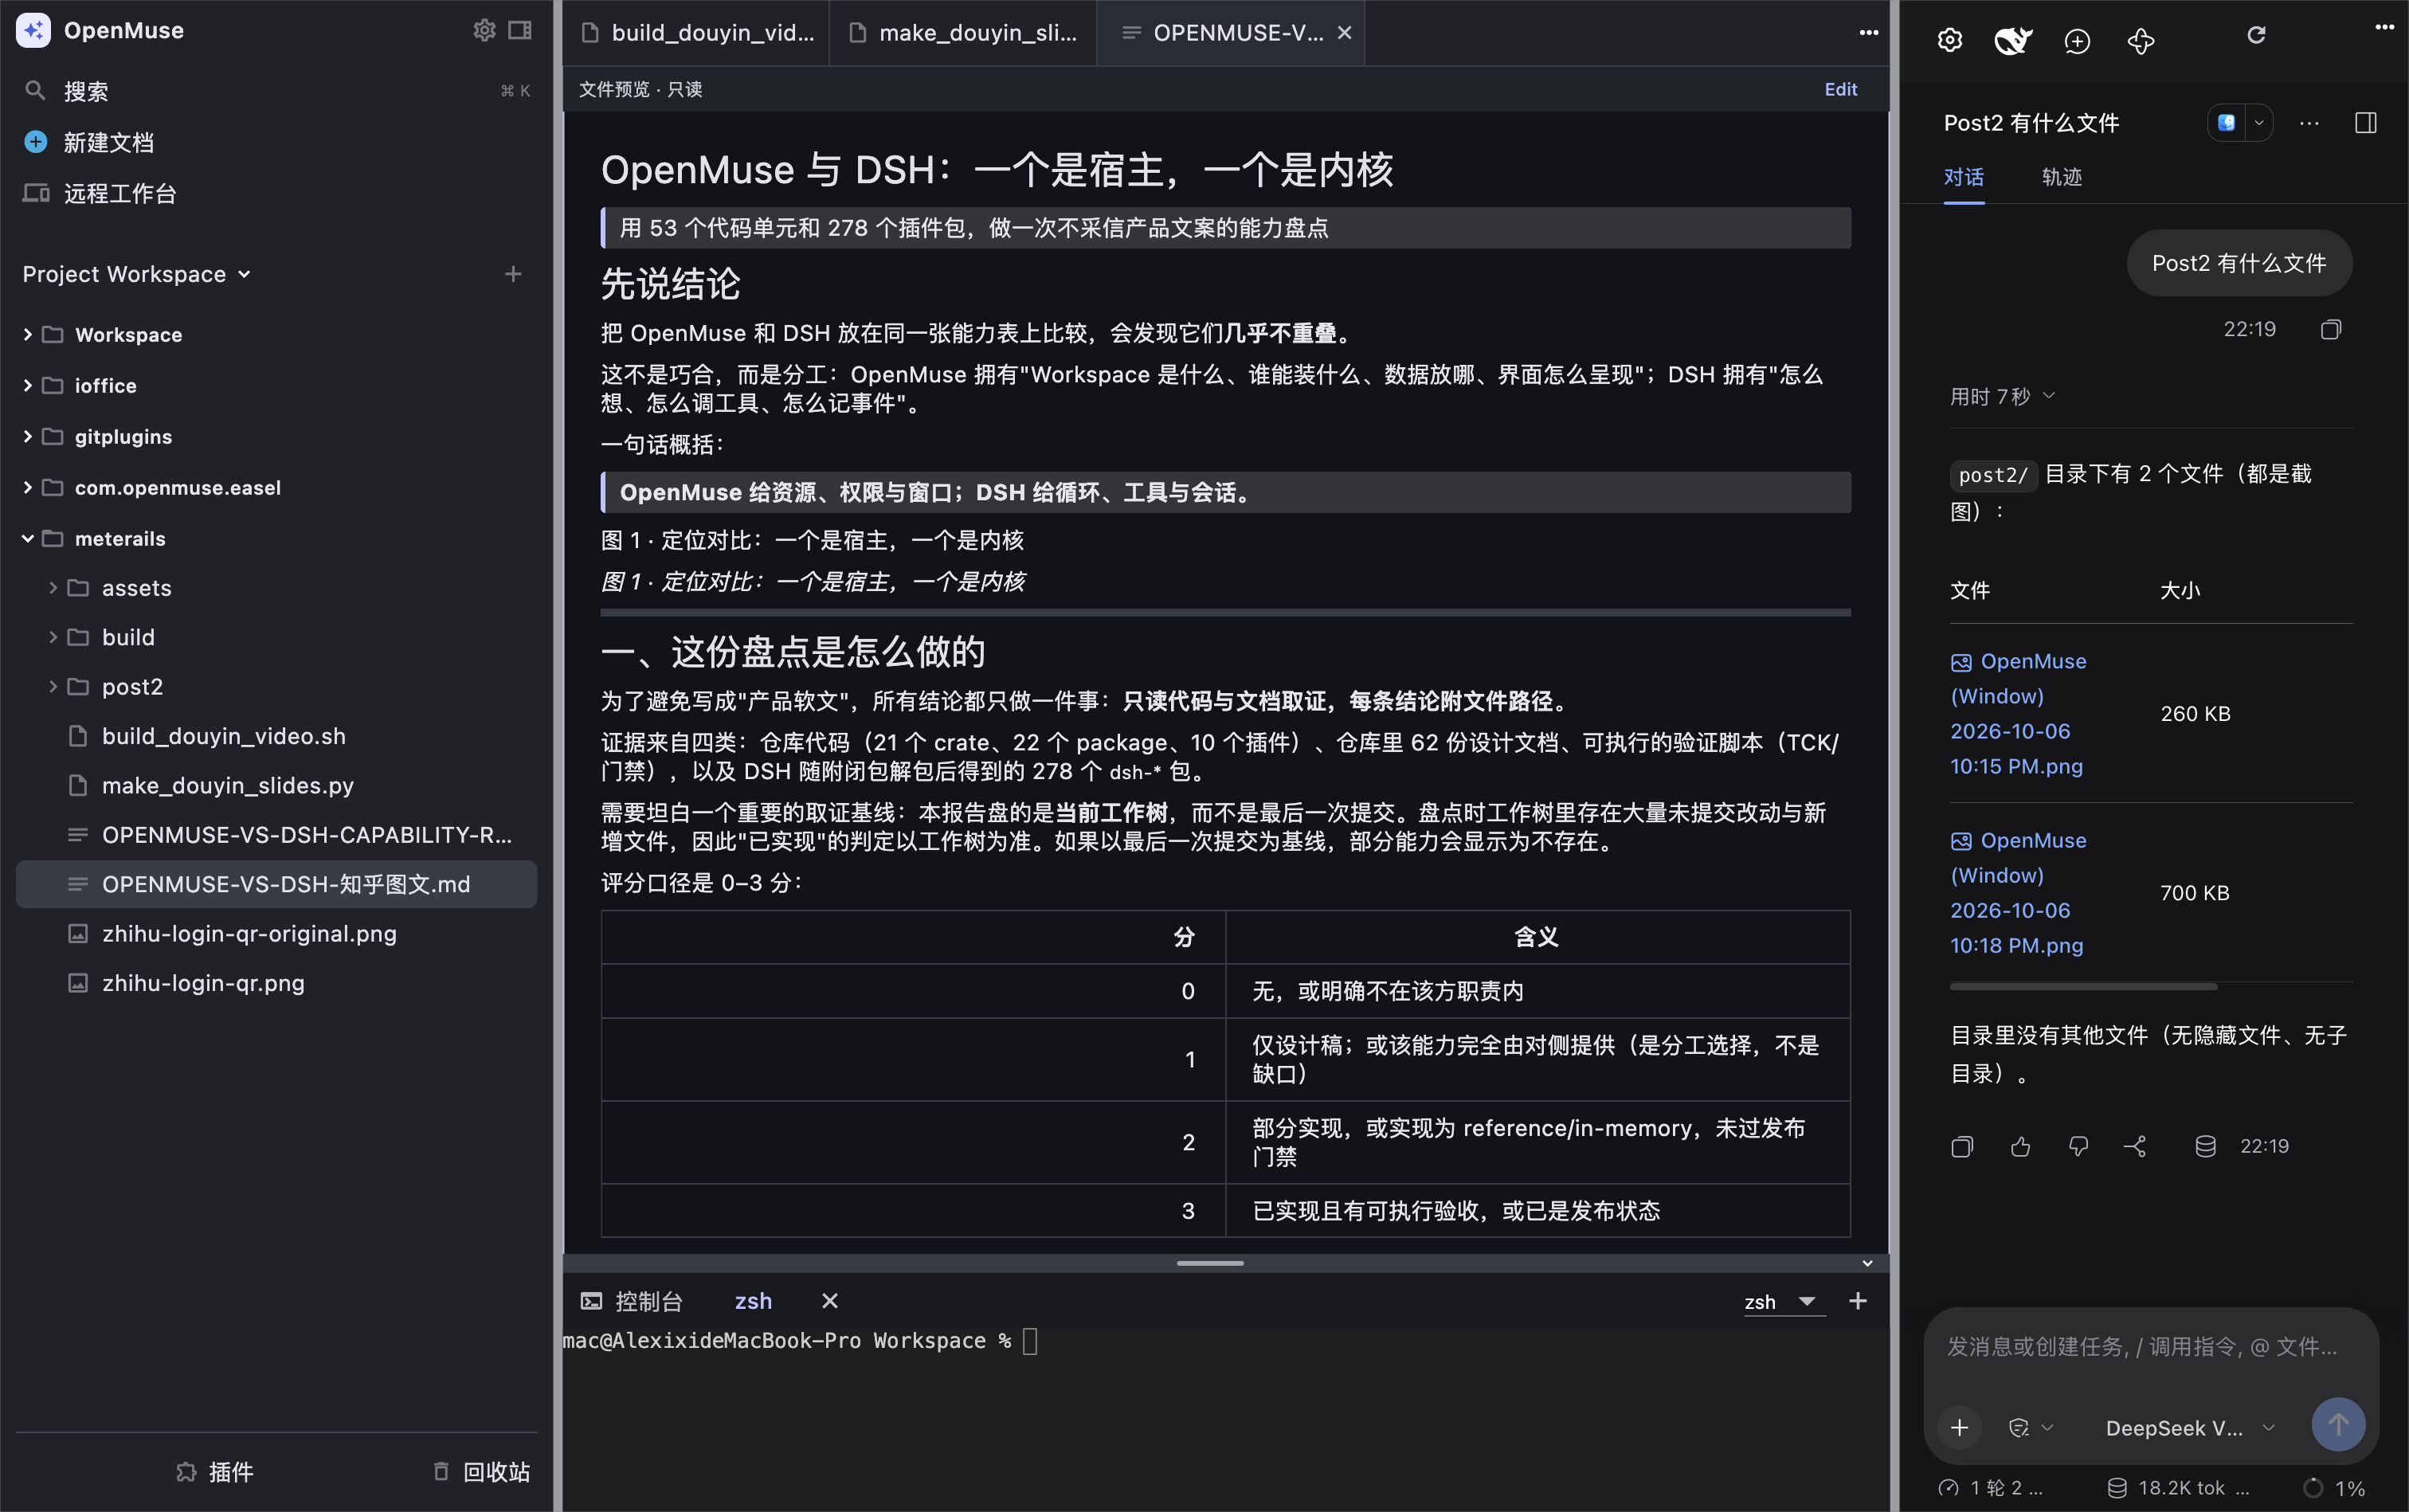 OpenMuse
搜索
⌘ K
新建文档
远程工作台
Project Workspace
Workspace
ioffice
gitplugins
com.openmuse.easel
meterails
assets
build
post2
build_douyin_video.sh
make_douyin_slides.py
OPENMUSE-VS-DSH-CAPABILITY-R...
OPENMUSE-VS-DSH-知乎图文.md
zhihu-login-qr-original.png
zhihu-login-qr.png
插件
回收站
build_douyin_vid...
make_douyin_sli...
OPENMUSE-V...
文件预览 · 只读
Edit
OpenMuse 与 DSH：一个是宿主，一个是内核
用 53 个代码单元和 278 个插件包，做一次不采信产品文案的能力盘点
先说结论
把 OpenMuse 和 DSH 放在同一张能力表上比较，会发现它们几乎不重叠。
这不是巧合，而是分工：OpenMuse 拥有"Workspace 是什么、谁能装什么、数据放哪、界面怎么呈现"；DSH 拥有"怎么
想、怎么调工具、怎么记事件"。
一句话概括：
OpenMuse 给资源、权限与窗口；DSH 给循环、工具与会话。
图 1 · 定位对比：一个是宿主，一个是内核
图 1 · 定位对比：一个是宿主，一个是内核
一、这份盘点是怎么做的
为了避免写成"产品软文"，所有结论都只做一件事：只读代码与文档取证，每条结论附文件路径。
证据来自四类：仓库代码（21 个 crate、22 个 package、10 个插件）、仓库里 62 份设计文档、可执行的验证脚本（TCK/
门禁），以及 DSH 随附闭包解包后得到的 278 个 dsh-* 包。
需要坦白一个重要的取证基线：本报告盘的是当前工作树，而不是最后一次提交。盘点时工作树里存在大量未提交改动与新
增文件，因此"已实现"的判定以工作树为准。如果以最后一次提交为基线，部分能力会显示为不存在。
评分口径是 0–3 分：
分
含义
0
无，或明确不在该方职责内
1
仅设计稿；或该能力完全由对侧提供（是分工选择，不是
缺口）
2
部分实现，或实现为 reference/in-memory，未过发布
门禁
3
已实现且有可执行验收，或已是发布状态
控制台
zsh
zsh
mac@AlexixideMacBook-Pro Workspace %
Post2 有什么文件
对话
轨迹
Post2 有什么文件
22:19
用时 7 秒
post2/ 目录下有 2 个文件（都是截
图）：
文件
大小
OpenMuse
(Window)
2026-10-06
10:15 PM.png
260 KB
OpenMuse
(Window)
2026-10-06
10:18 PM.png
700 KB
目录里没有其他文件（无隐藏文件、无子
目录）。
22:19
发消息或创建任务, / 调用指令, @ 文件...
DeepSeek V...
1 轮 2 ...
18.2K tok ...
1%